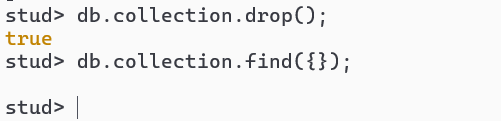 stud> db.collection.drop();
true
stud> db.collection.find({});
stud>